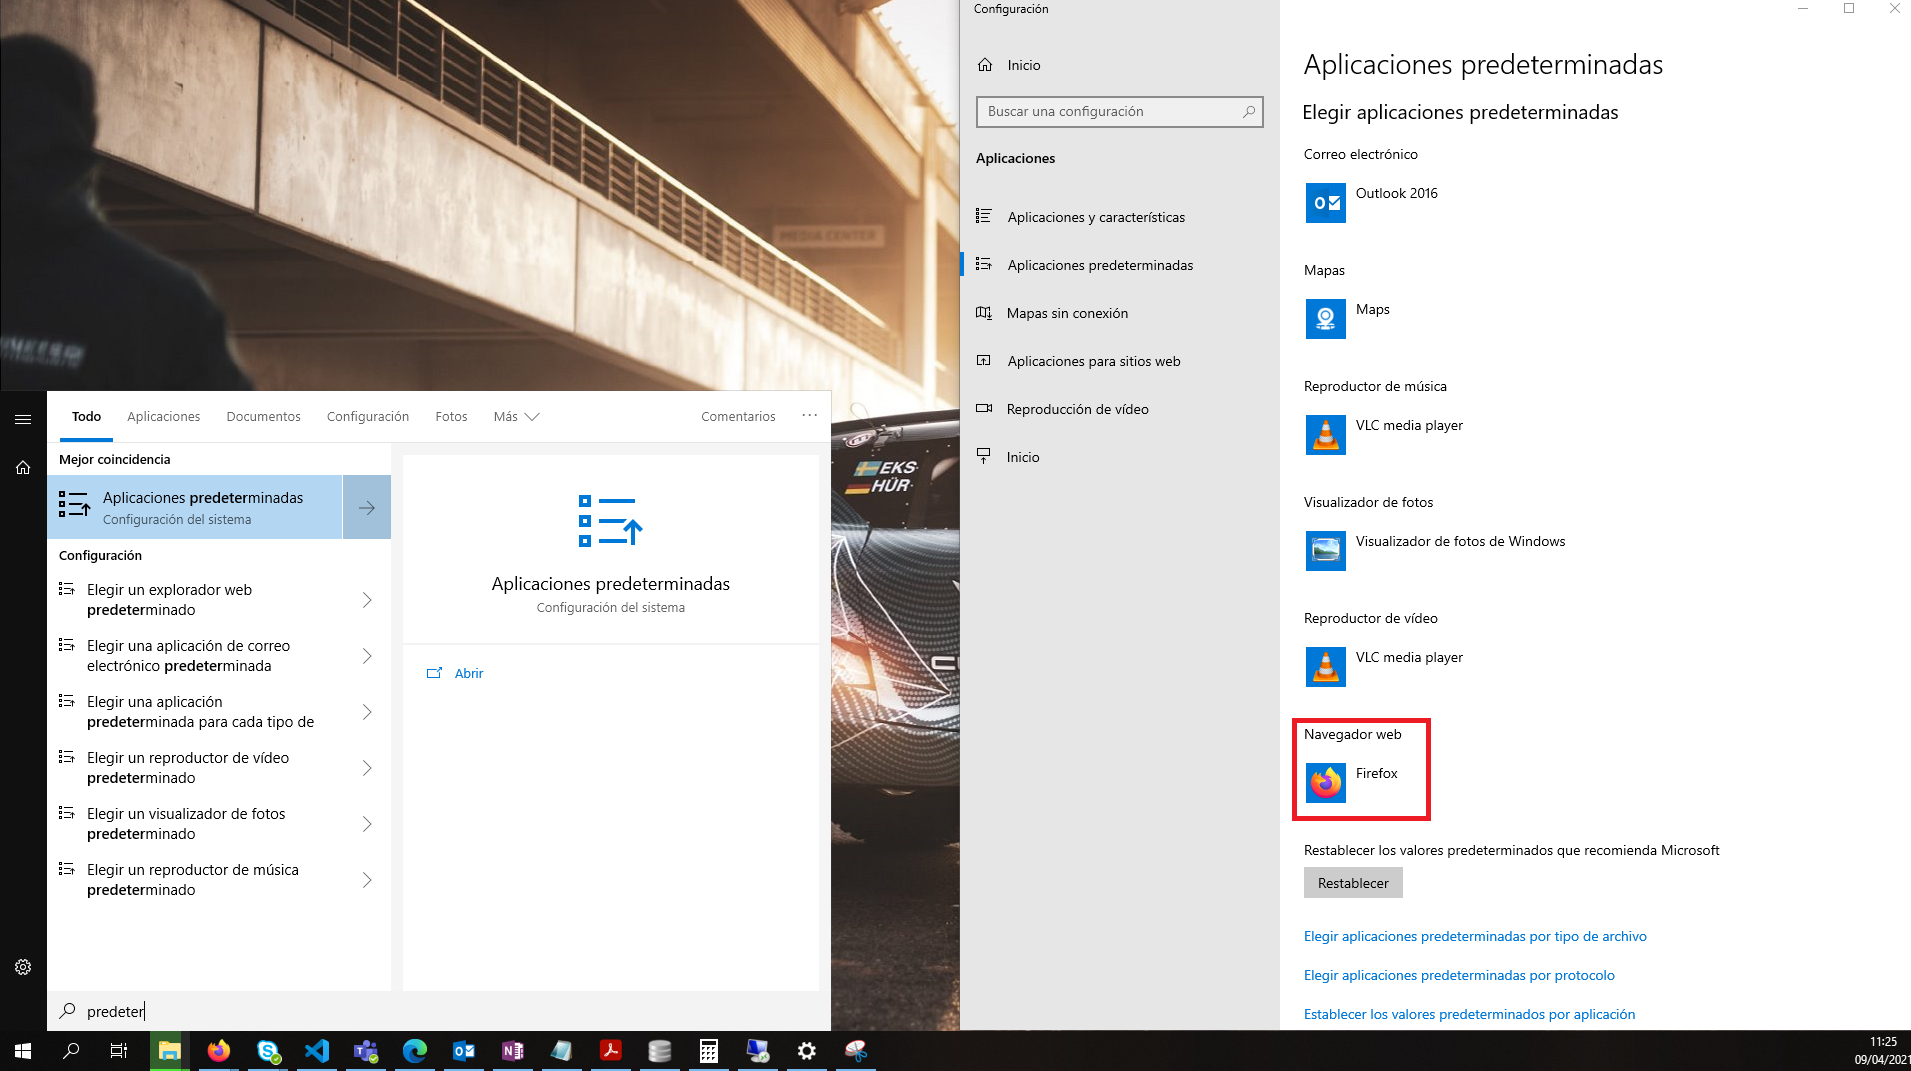 MEDIA CENTER
EKS
HÜR
Todo
Aplicaciones
Documentos
Configuración
Fotos
Más
Comentarios
Mejor coincidencia
Aplicaciones predeterminadas
Configuración del sistema
Configuración
Elegir un explorador web
predeterminado
Elegir una aplicación de correo
electrónico predeterminada
Elegir una aplicación
predeterminada para cada tipo de
Elegir un reproductor de vídeo
predeterminado
Elegir un visualizador de fotos
predeterminado
Elegir un reproductor de música
predeterminado
Aplicaciones predeterminadas
Configuración del sistema
Abrir
predeter
Configuración
Inicio
Buscar una configuración
Aplicaciones
Aplicaciones y características
Aplicaciones predeterminadas
Mapas sin conexión
Aplicaciones para sitios web
Reproducción de vídeo
Inicio
Aplicaciones predeterminadas
Elegir aplicaciones predeterminadas
Correo electrónico
Outlook 2016
Mapas
Maps
Reproductor de música
VLC media player
Visualizador de fotos
Visualizador de fotos de Windows
Reproductor de vídeo
VLC media player
Navegador web
Firefox
Restablecer los valores predeterminados que recomienda Microsoft
Restablecer
Elegir aplicaciones predeterminadas por tipo de archivo
Elegir aplicaciones predeterminadas por protocolo
Establecer los valores predeterminados por aplicación
11:25
09/04/2021